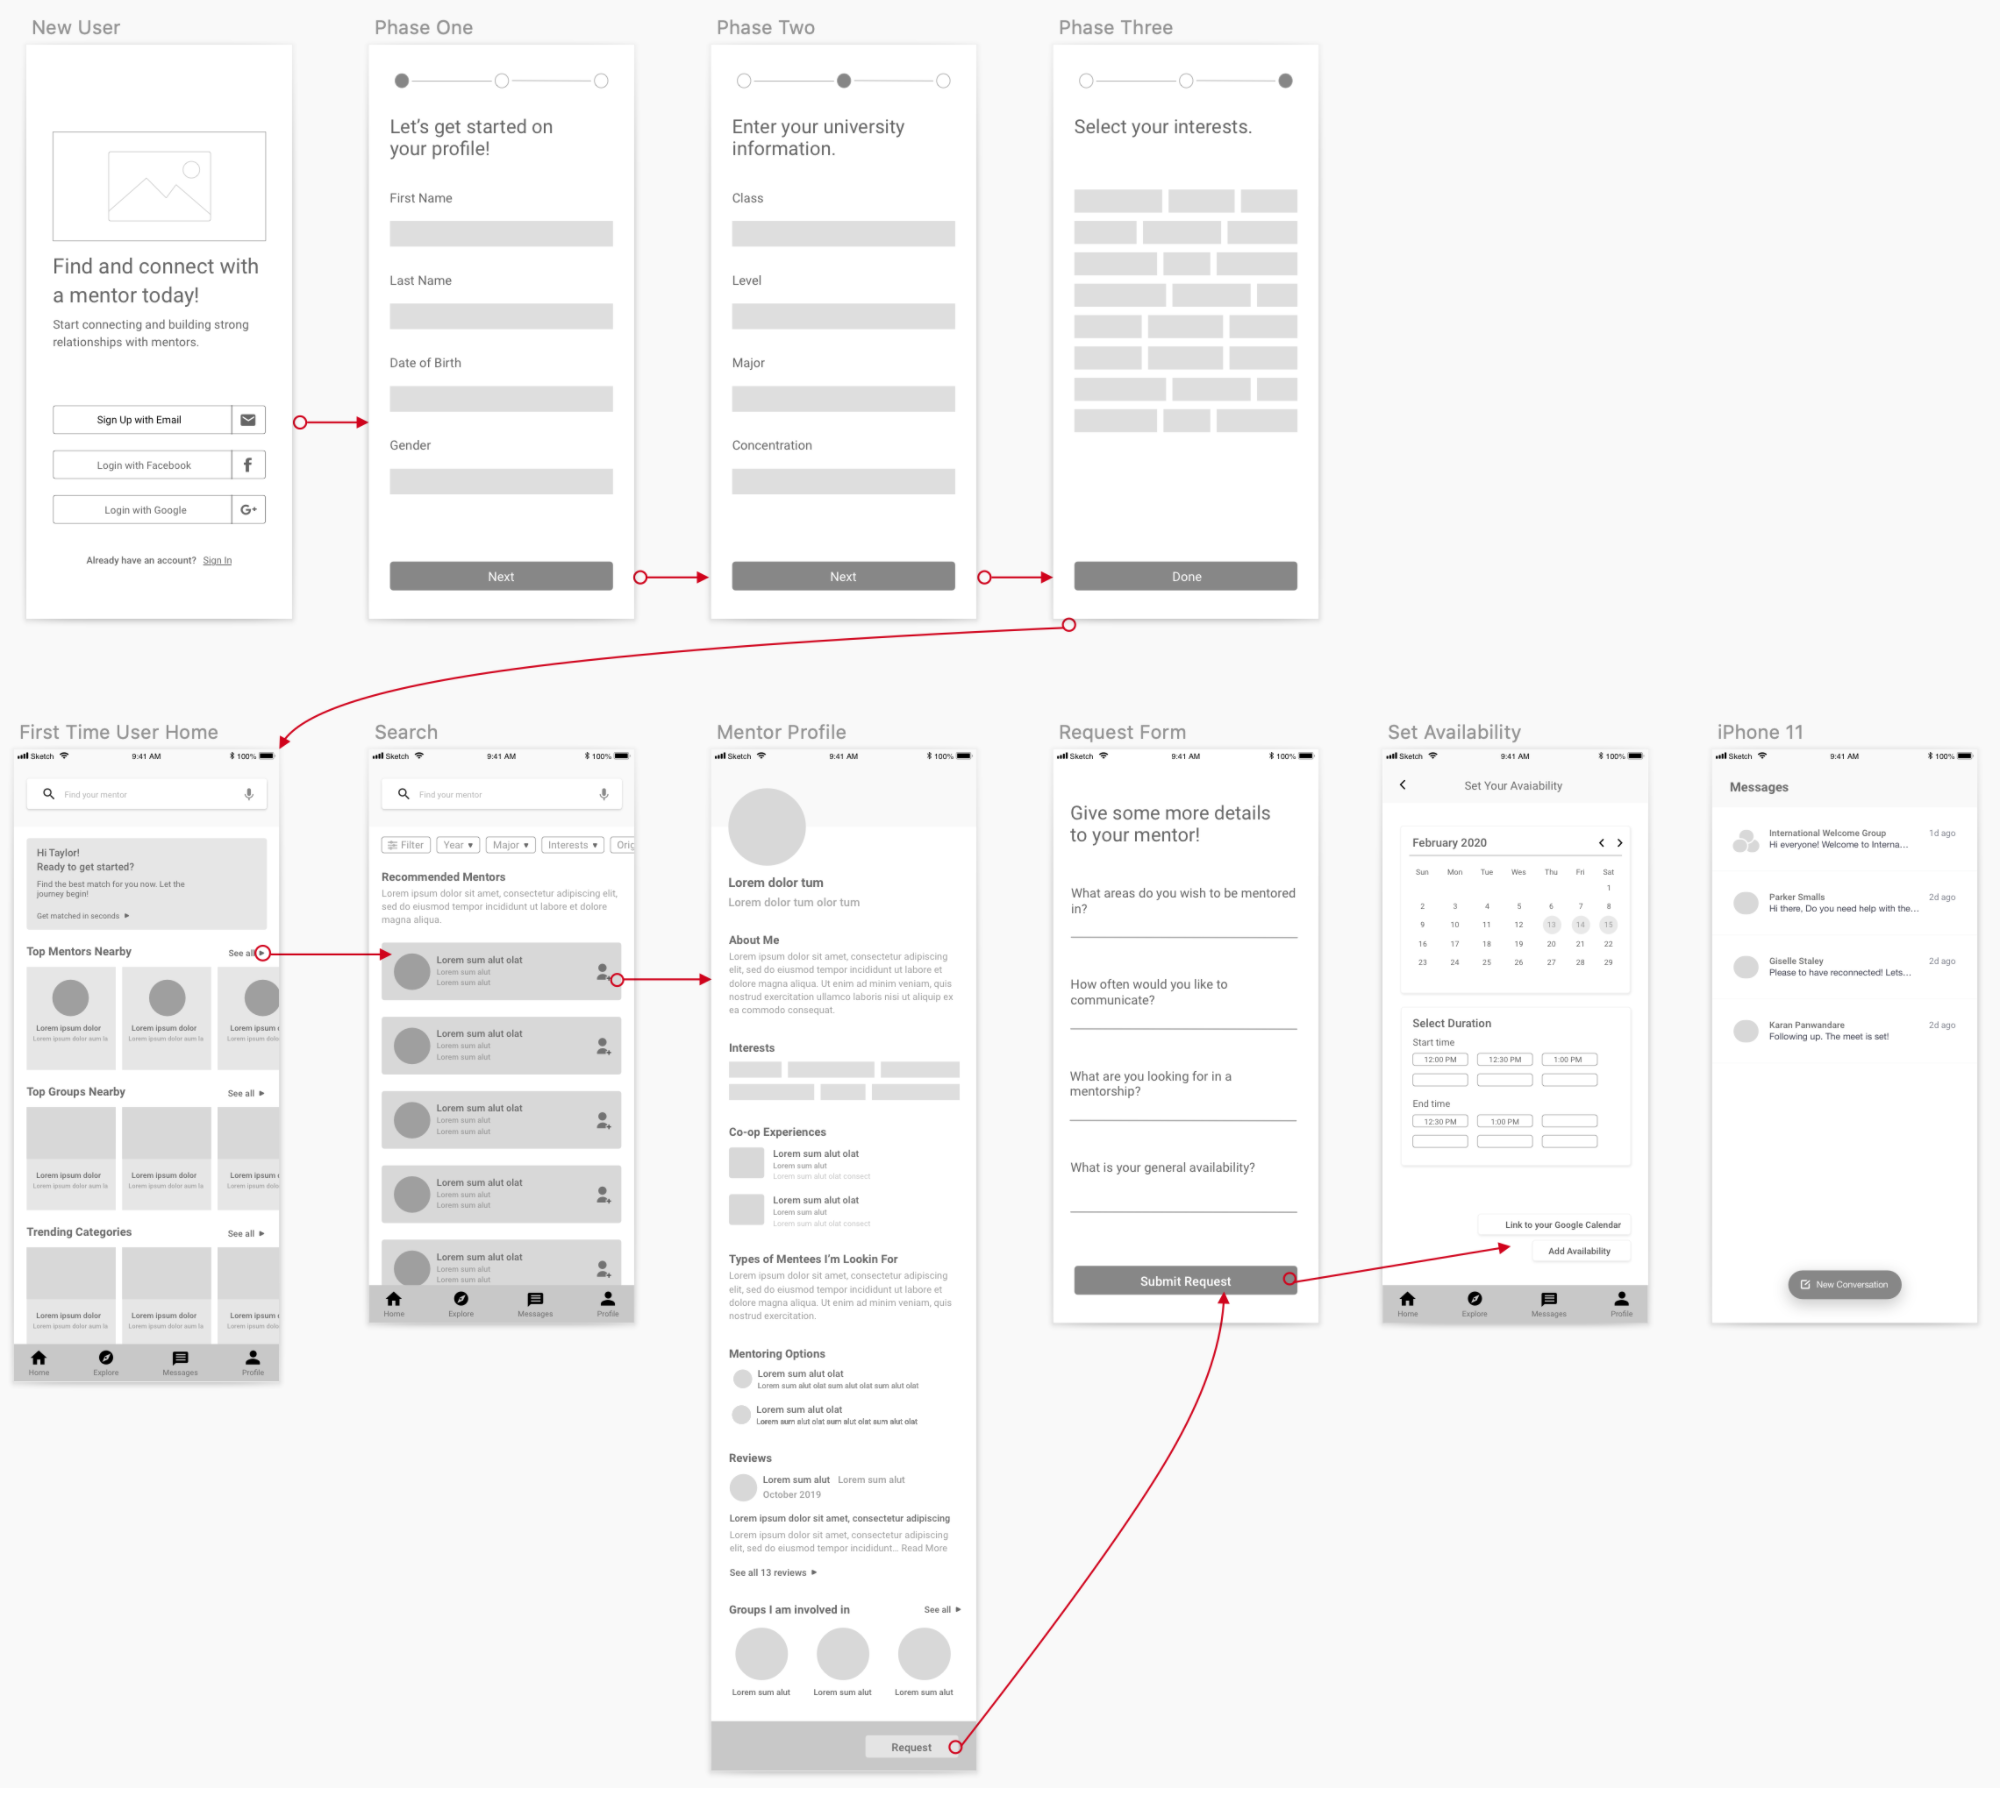 New User
Find and connect with
a mentor today!
Start connecting and building strong
relationships with mentors.
Sign Up with Email
Login with Facebook
Login with Google
Already have an account? Sign In
Phase One
Let's get started on
your profile!
First Name
Last Name
Date of Birth
Gender
Next
Phase Two
Enter your university
information.
Class
Level
Major
Concentration
Next
Phase Three
Select your interests.
Done
First Time User Home
Sketch 9:41 AM 100%
Find your mentor
Hi Taylor!
Ready to get started?
Find the best match for you now. Let the
journey begin!
Get matched in seconds
Top Mentors Nearby See all
Lorem ipsum dolor Lorem ipsum dolor Lorem ipsum
Lorem ipsum dolor aum la Lorem ipsum dolor aum la Lorem ipsum dolo
Top Groups Nearby See all
Lorem ipsum dolor Lorem ipsum dolor Lorem ipsum
Lorem ipsum dolor aum la Lorem ipsum dolor aum la Lorem ipsum dolo
Trending Categories See all
Lorem ipsum dolor Lorem ipsum dolor Lorem ipsum
Lorem ipsum dolor aum la Lorem ipsum dolor aum la Lorem ipsum dolo
Home Explore Messages Profile
Search
Sketch 9:41 AM 100%
Find your mentor
Filter Year Major Interests Orig
Recommended Mentors
Lorem ipsum dolor sit amet, consectetur adipiscing elit,
sed do eiusmod tempor incididunt ut labore et dolore
magna aliqua.
Lorem sum alut olat
Lorem sum alut
Lorem sum alut
Lorem sum alut olat
Lorem sum alut
Lorem sum alut
Lorem sum alut olat
Lorem sum alut
Lorem sum alut
Lorem sum alut olat
Lorem sum alut
Lorem sum alut
Lorem sum alut olat
Lorem sum alut
Lorem sum alut
Home Explore Messages Profile
Mentor Profile
Sketch 9:41 AM 100%
Lorem dolor tum
Lorem dolor tum olor tum
About Me
Lorem ipsum dolor sit amet, consectetur adipiscing
elit, sed do eiusmod tempor incididunt ut labore et
dolore magna aliqua. Ut enim ad minim veniam, quis
nostrud exercitation ullamco laboris nisi ut aliquip ex
ea commodo consequat.
Interests
Co-op Experiences
Lorem sum alut olat
Lorem sum alut
Lorem sum alut olat consect
Lorem sum alut olat
Lorem sum alut
Lorem sum alut olat consect
Types of Mentees I'm Lookin For
Lorem ipsum dolor sit amet, consectetur adipiscing
elit, sed do eiusmod tempor incididunt ut labore et
dolore magna aliqua. Ut enim ad minim veniam, quis
nostrud exercitation.
Mentoring Options
Lorem sum alut olat
Lorem sum alut olat sum alut olat sum alut olat
Lorem sum alut olat
Lorem sum alut olat sum alut olat sum alut olat
Reviews
Lorem sum alut Lorem sum alut
October 2019
Lorem ipsum dolor sit amet, consectetur adipiscing
Lorem ipsum dolor sit amet, consectetur adipiscing
elit, sed do eiusmod tempor incididunt... Read More
See all 13 reviews
Groups I am involved in See all
Lorem sum alut Lorem sum alut Lorem sum alut
Request
Request Form
Sketch 9:41 AM 100%
Give some more details
to your mentor!
What areas do you wish to be mentored
in?
How often would you like to
communicate?
What are you looking for in a
mentorship?
What is your general availability?
Submit Request
Set Availability
Sketch 9:41 AM 100%
Set Your Avaiability
February 2020
Sun Mon Tue Wes Thu Fri Sat
1
2 3 4 5 6 7 8
9 10 11 12 13 14 15
16 17 18 19 20 21 22
23 24 25 26 27 28 29
Select Duration
Start time
12:00 PM 12:30 PM 1:00 PM
End time
12:30 PM 1:00 PM
Link to your Google Calendar
Add Availability
Home Explore Messages Profile
iPhone 11
Sketch 9:41 AM 100%
Messages
International Welcome Group 1d ago
Hi everyone! Welcome to Interna...
Parker Smalls 2d ago
Hi there, Do you need help with the...
Giselle Staley 2d ago
Please to have reconnected! Lets...
Karan Panwandare 2d ago
Following up. The meet is set!
New Conversation